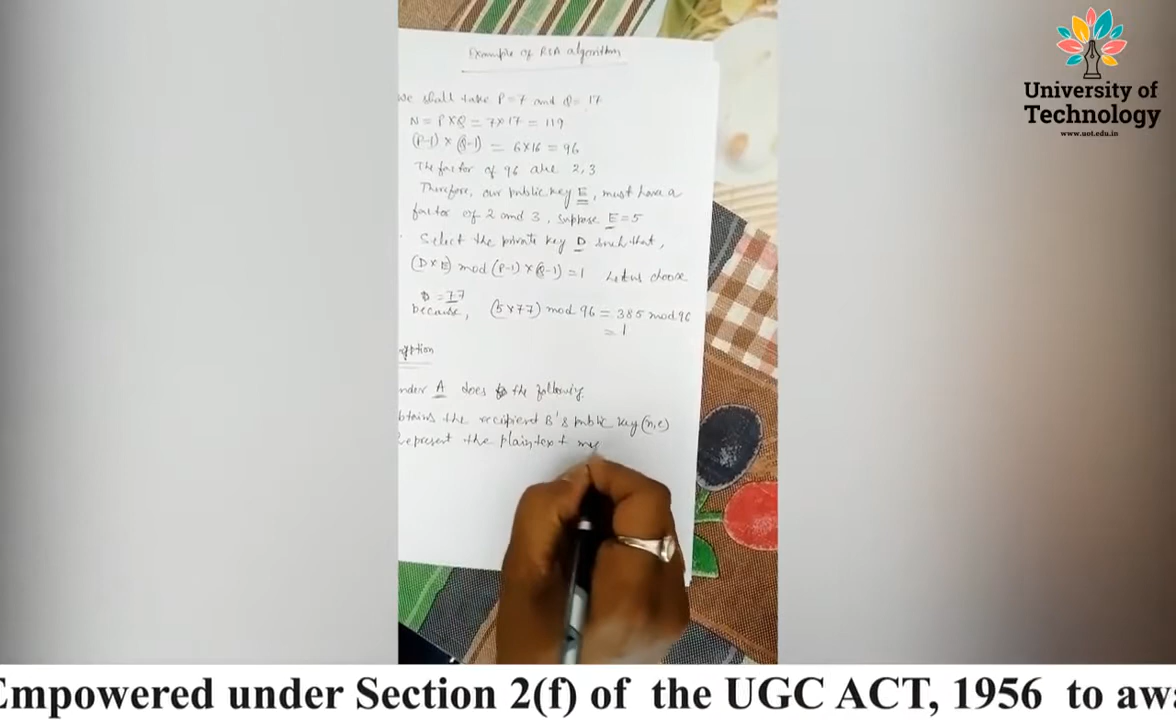 Example of RSA algorithm
We shall take P=7 and Q= 17
N = P×Q = 7×17 = 119
(P-1) × (Q-1) = 6×16 = 96
The factor of 96 are 2, 3
Therefore, our public key E, must have a
factor of 2 and 3, suppose E=5
Select the private key D such that,
(D×E) mod (P-1) × (Q-1) = 1 Let us choose
D = 77
because, (5×77) mod 96 = 385 mod 96
= 1
yption
ender A does the following.
btains the recipient B's public key (n,e)
Represent the plaintext
University of
Technology
www.uot.edu.in
Empowered under Section 2(f) of the UGC ACT, 1956 to aw